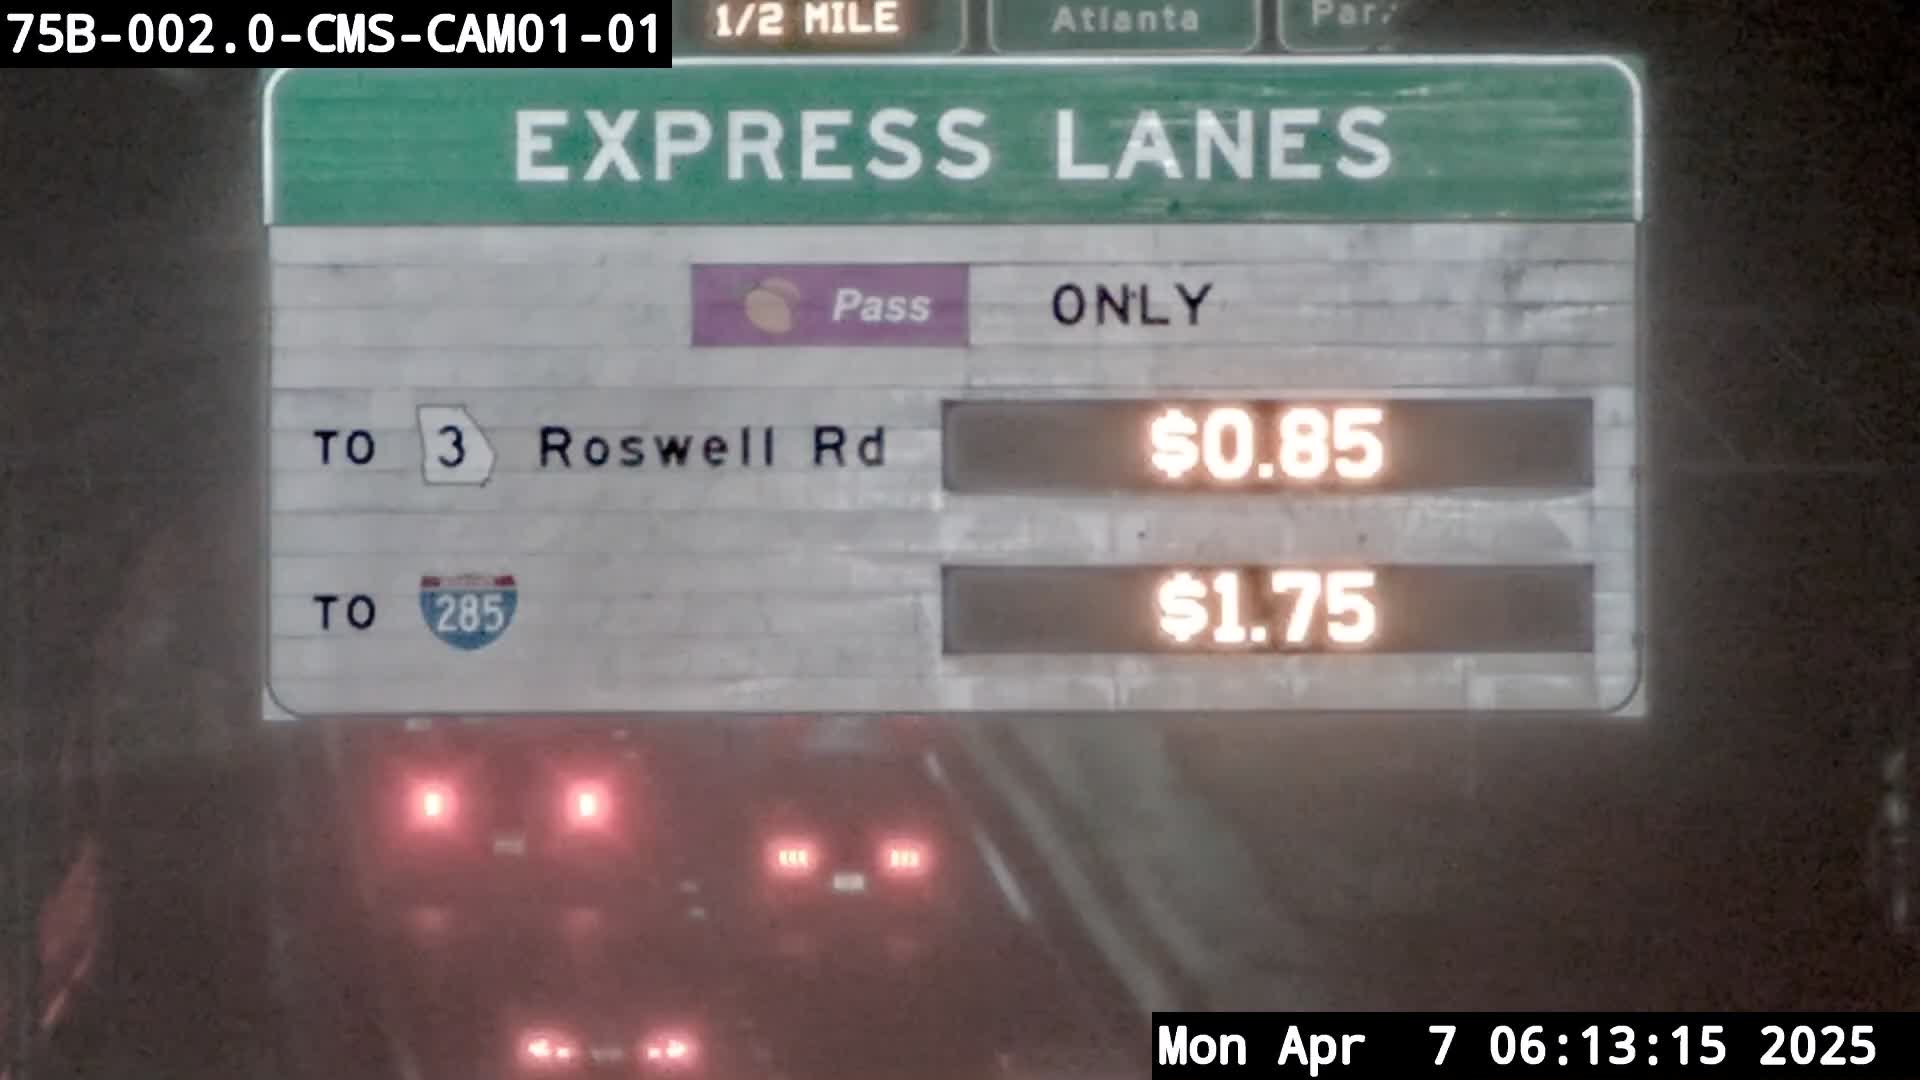 75B-002.0-CMS-CAM01-01
1/2 MILE
Atlanta
EXPRESS LANES
Pass ONLY
TO 3 Roswell Rd $0.85
TO 285 $1.75
Mon Apr 7 06:13:15 2025